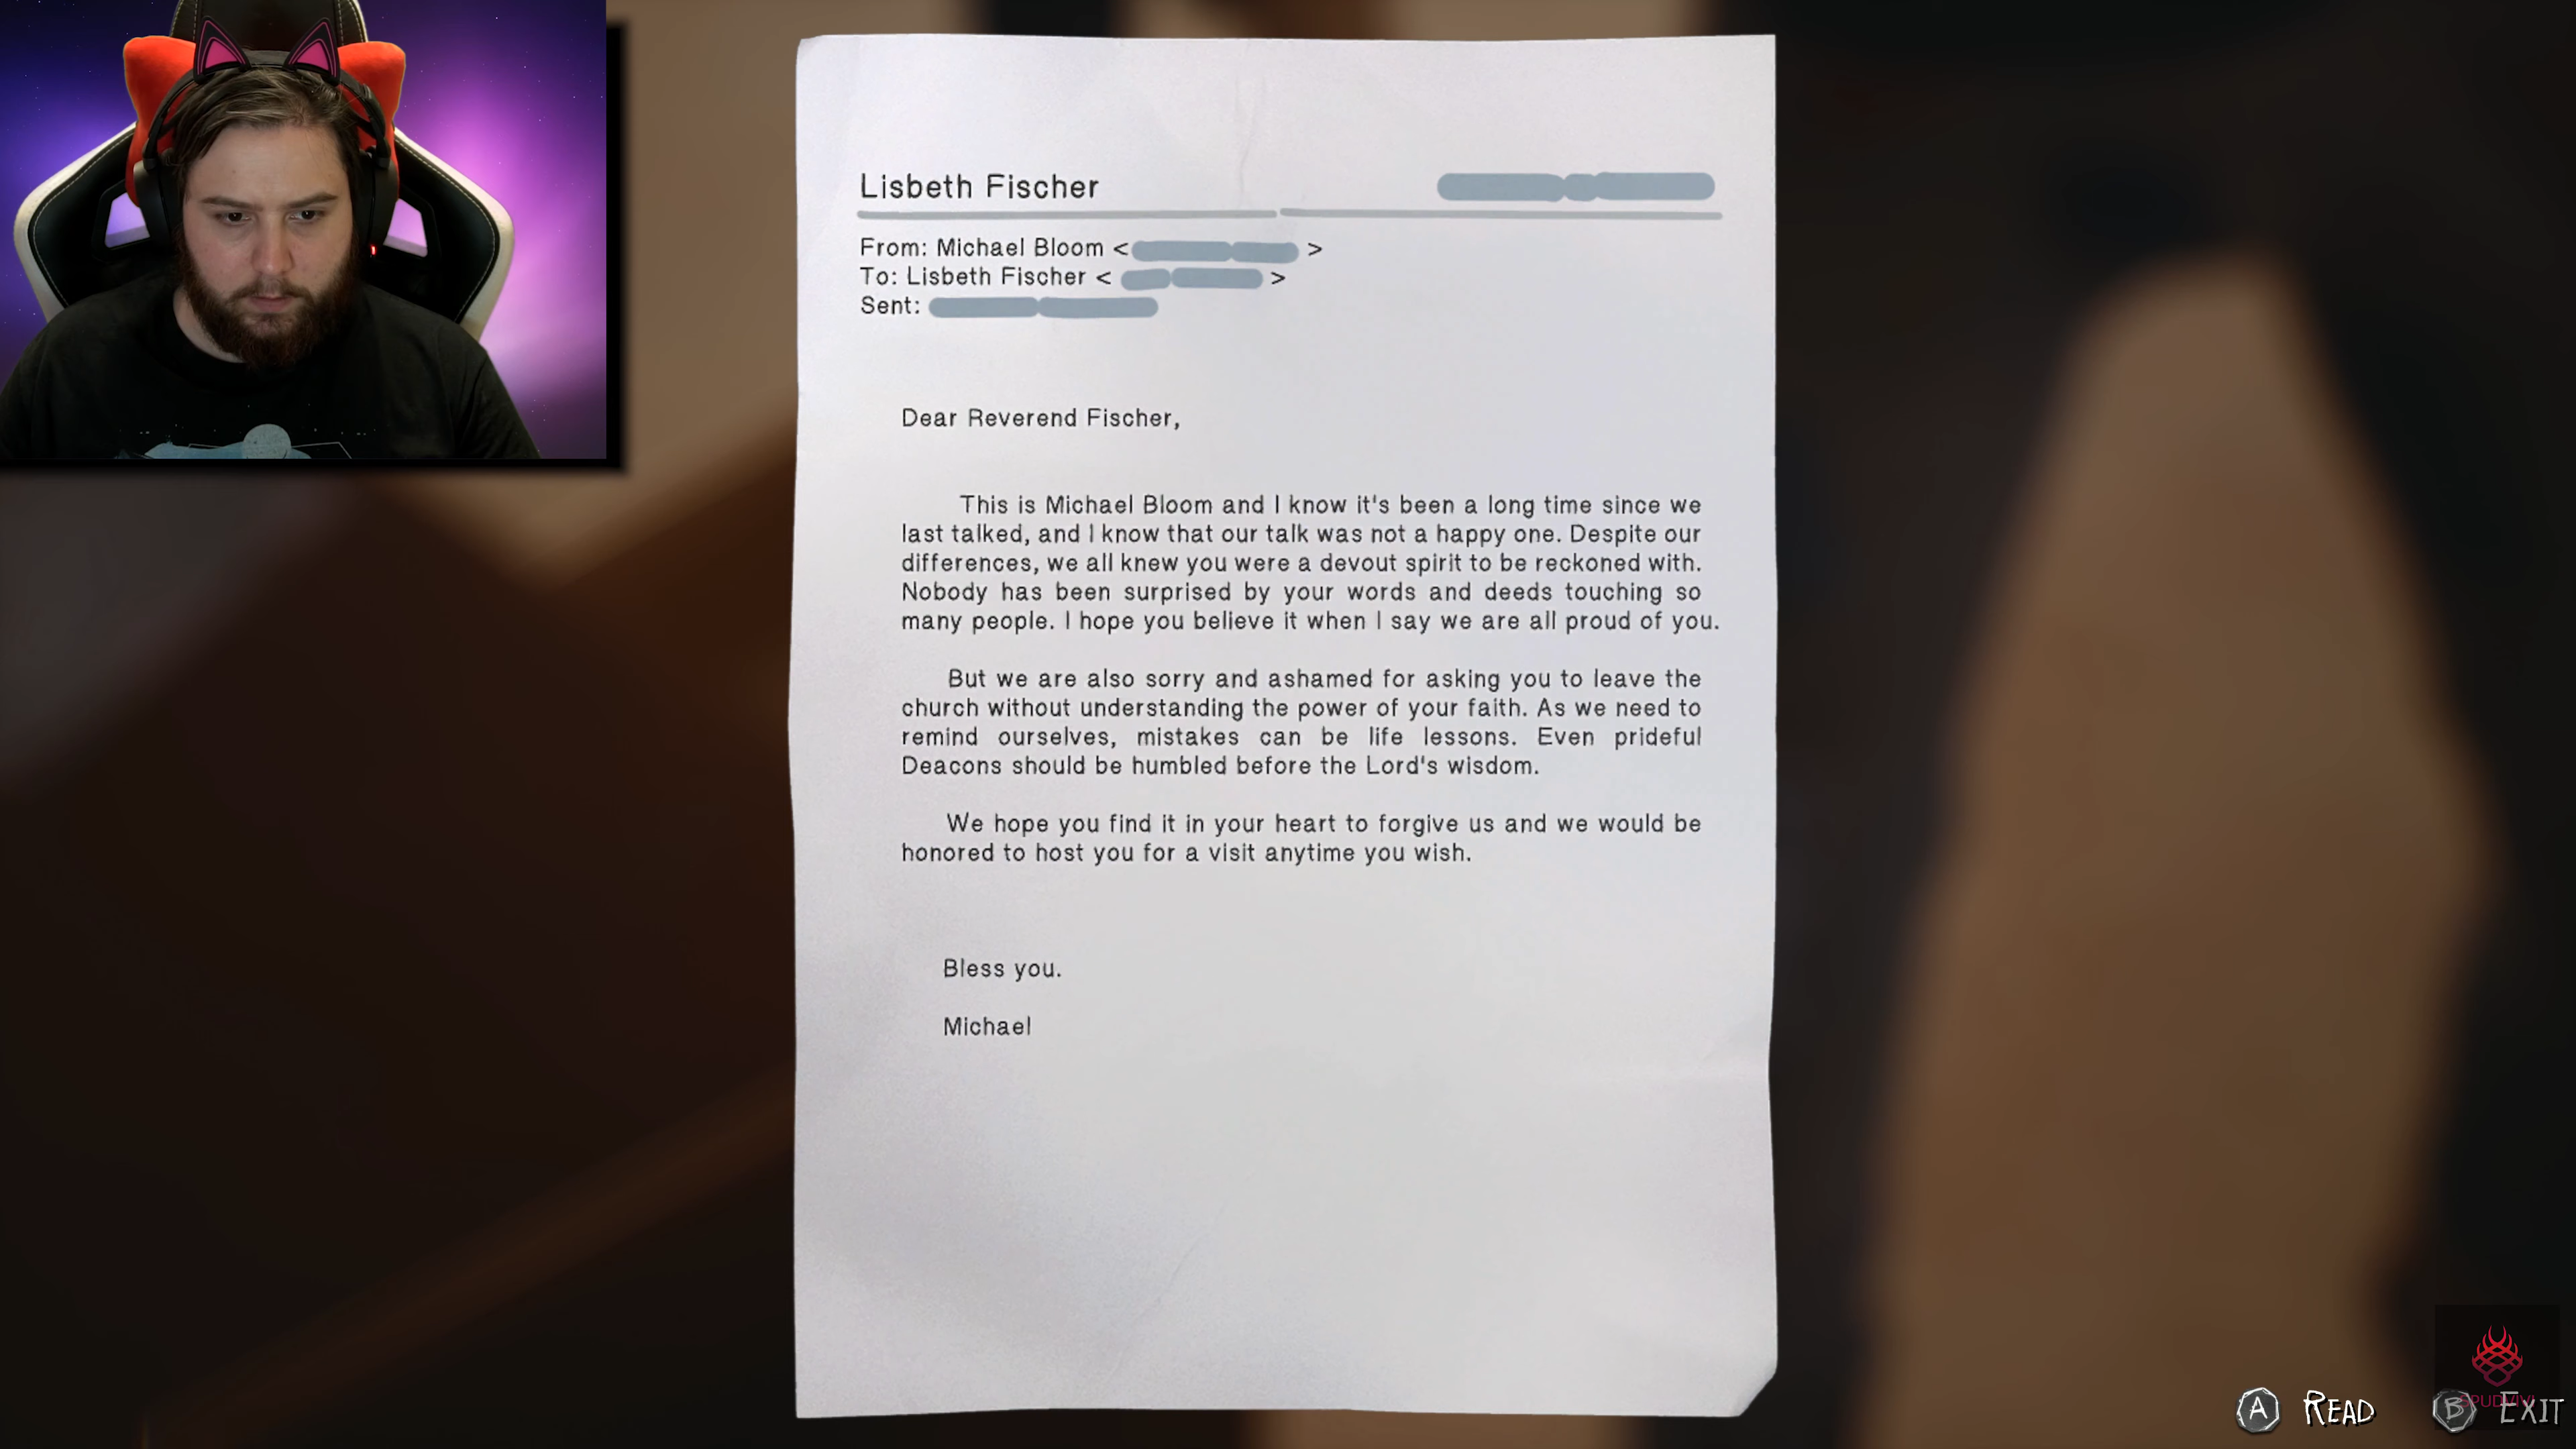 Lisbeth Fischer
From: Michael Bloom < >
To: Lisbeth Fischer < >
Sent:
Dear Reverend Fischer,
This is Michael Bloom and I know it's been a long time since we
last talked, and I know that our talk was not a happy one. Despite our
differences, we all knew you were a devout spirit to be reckoned with.
Nobody has been surprised by your words and deeds touching so
many people. I hope you believe it when I say we are all proud of you.
But we are also sorry and ashamed for asking you to leave the
church without understanding the power of your faith. As we need to
remind ourselves, mistakes can be life lessons. Even prideful
Deacons should be humbled before the Lord's wisdom.
We hope you find it in your heart to forgive us and we would be
honored to host you for a visit anytime you wish.
Bless you.
Michael
A READ B EXIT